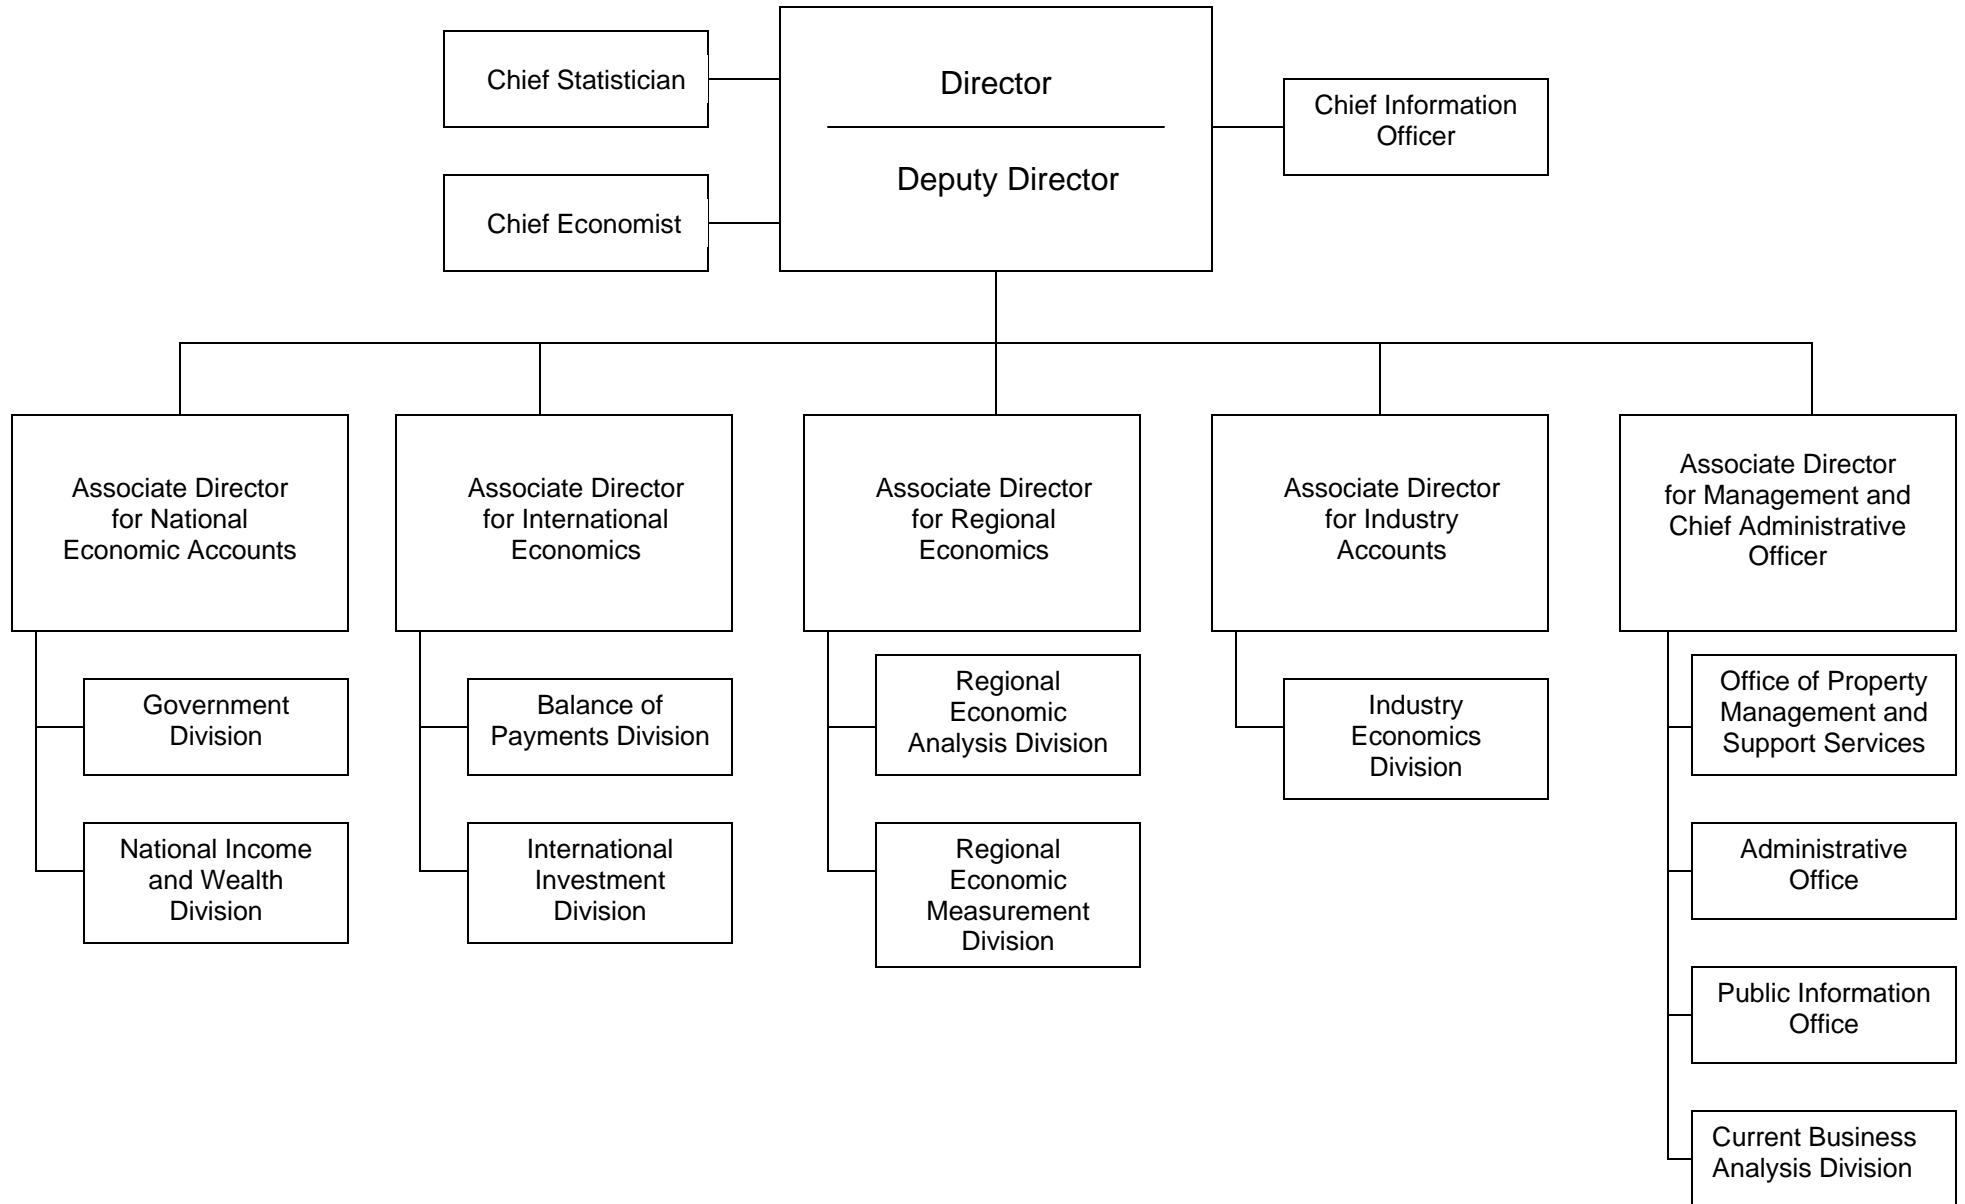 Chief Statistician
Director
Chief Information
Officer
Deputy Director
Chief Economist
Associate Director
for National
Economic Accounts
Associate Director
for International
Economics
Associate Director
for Regional
Economics
Associate Director
for Industry
Accounts
Associate Director
for Management and
Chief Administrative
Officer
Government
Division
National Income
and Wealth
Division
Balance of
Payments Division
International
Investment
Division
Regional
Economic
Analysis Division
Regional
Economic
Measurement
Division
Industry
Economics
Division
Office of Property
Management and
Support Services
Administrative
Office
Public Information
Office
Current Business
Analysis Division